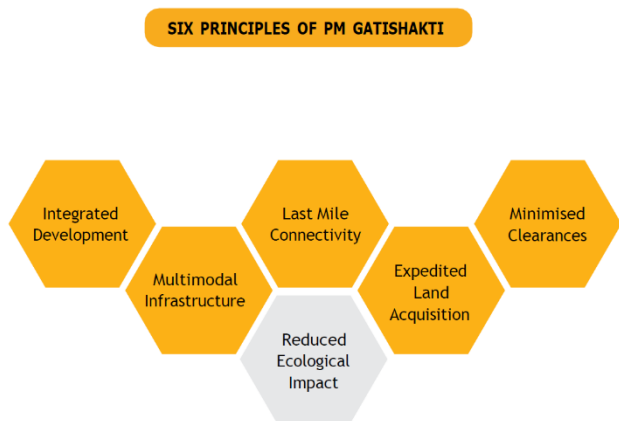 SIX PRINCIPLES OF PM GATISHAKTI
Integrated
Development
Multimodal
Infrastructure
Last Mile
Connectivity
Reduced
Ecological
Impact
Expedited
Land
Acquisition
Minimised
Clearances